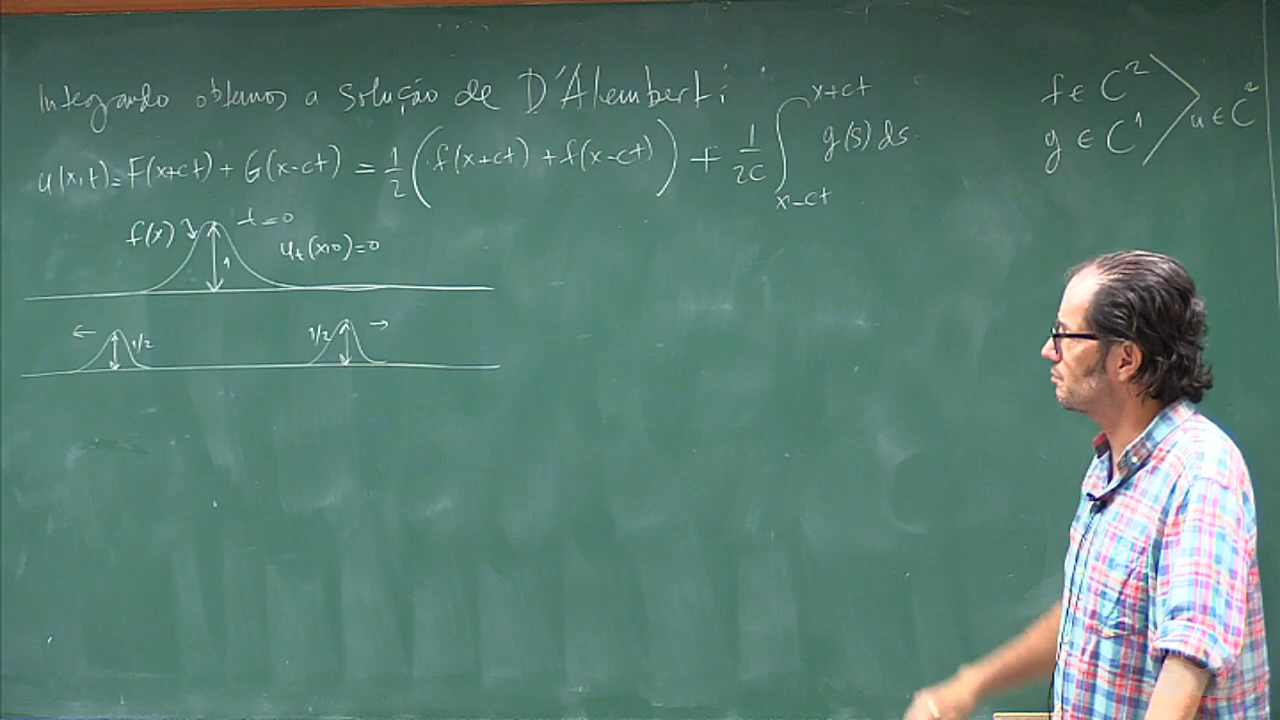 Integrando obtemos a solução de D'Alembert:
u(x,t)=F(x+ct)+G(x-ct) = 1/2 (f(x+ct)+f(x-ct)) + 1/2c ∫_{x-ct}^{x+ct} g(s)ds.
f ∈ C²
g ∈ C¹
u ∈ C²
f(x) t=0
1
u_t(x,0)=0
← 1/2 1/2 →